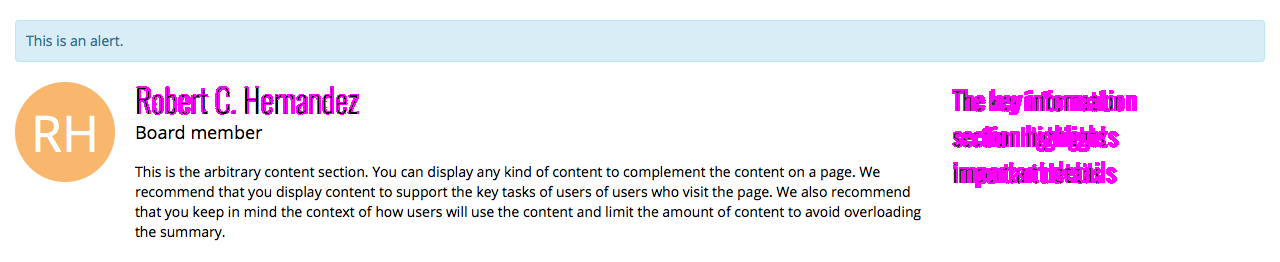 This is an alert.
RH
Robert C. Hernandez
Board member
This is the arbitrary content section. You can display any kind of content to complement the content on a page. We
recommend that you display content to support the key tasks of users of users who visit the page. We also recommend
that you keep in mind the context of how users will use the content and limit the amount of content to avoid overloading
the summary.
The key information
section highlights
important details